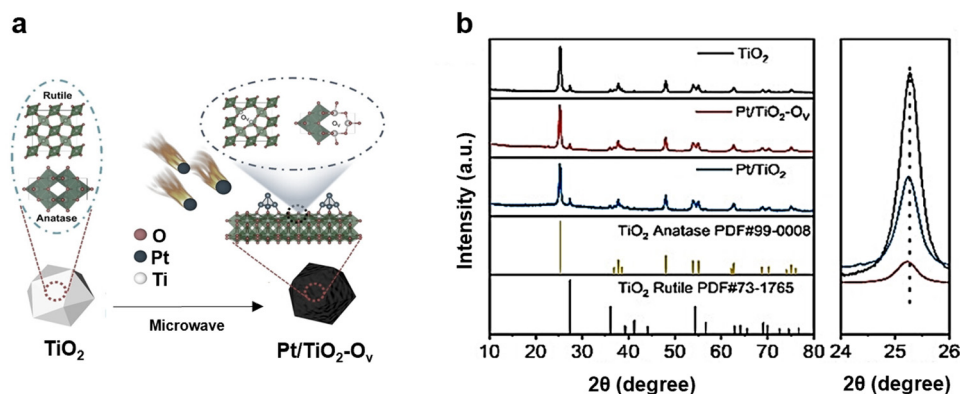 a
Rutile
Oᵥ
Oᵥ
Anatase
O
Pt
Ti
Microwave
TiO₂
Pt/TiO₂-Oᵥ
b
Intensity (a.u.)
TiO₂
Pt/TiO₂-Oᵥ
Pt/TiO₂
TiO₂ Anatase PDF#99-0008
TiO₂ Rutile PDF#73-1765
10 20 30 40 50 60 70 80
2θ (degree)
24 25 26
2θ (degree)